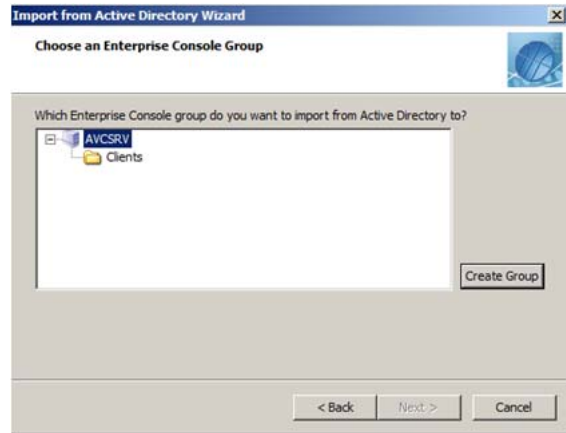 Import from Active Directory Wizard
Choose an Enterprise Console Group
Which Enterprise Console group do you want to import from Active Directory to?
AVCSRV
Clients
Create Group
< Back
Next >
Cancel